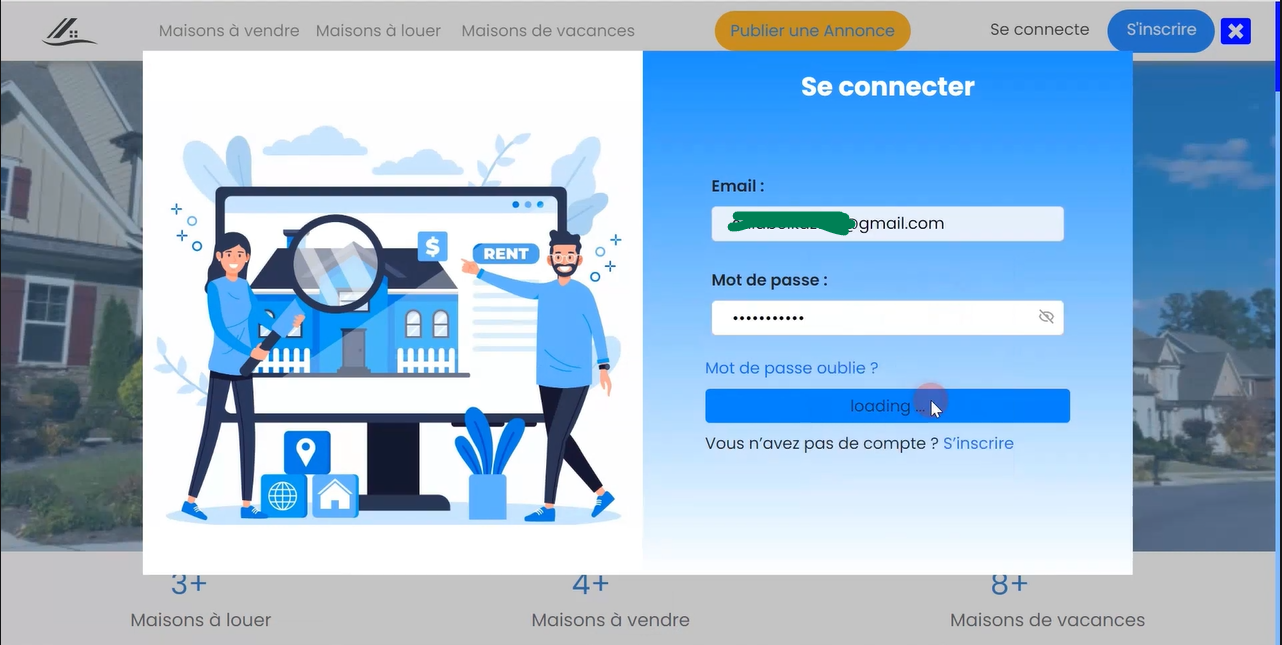 Maisons à vendre Maisons à louer Maisons de vacances Publier une Annonce Se connecte S'inscrire
Se connecter
Email :
@gmail.com
Mot de passe :
Mot de passe oublie ?
loading ...
Vous n'avez pas de compte ? S'inscrire
$
RENT
3+ 4+ 8+
Maisons à louer Maisons à vendre Maisons de vacances